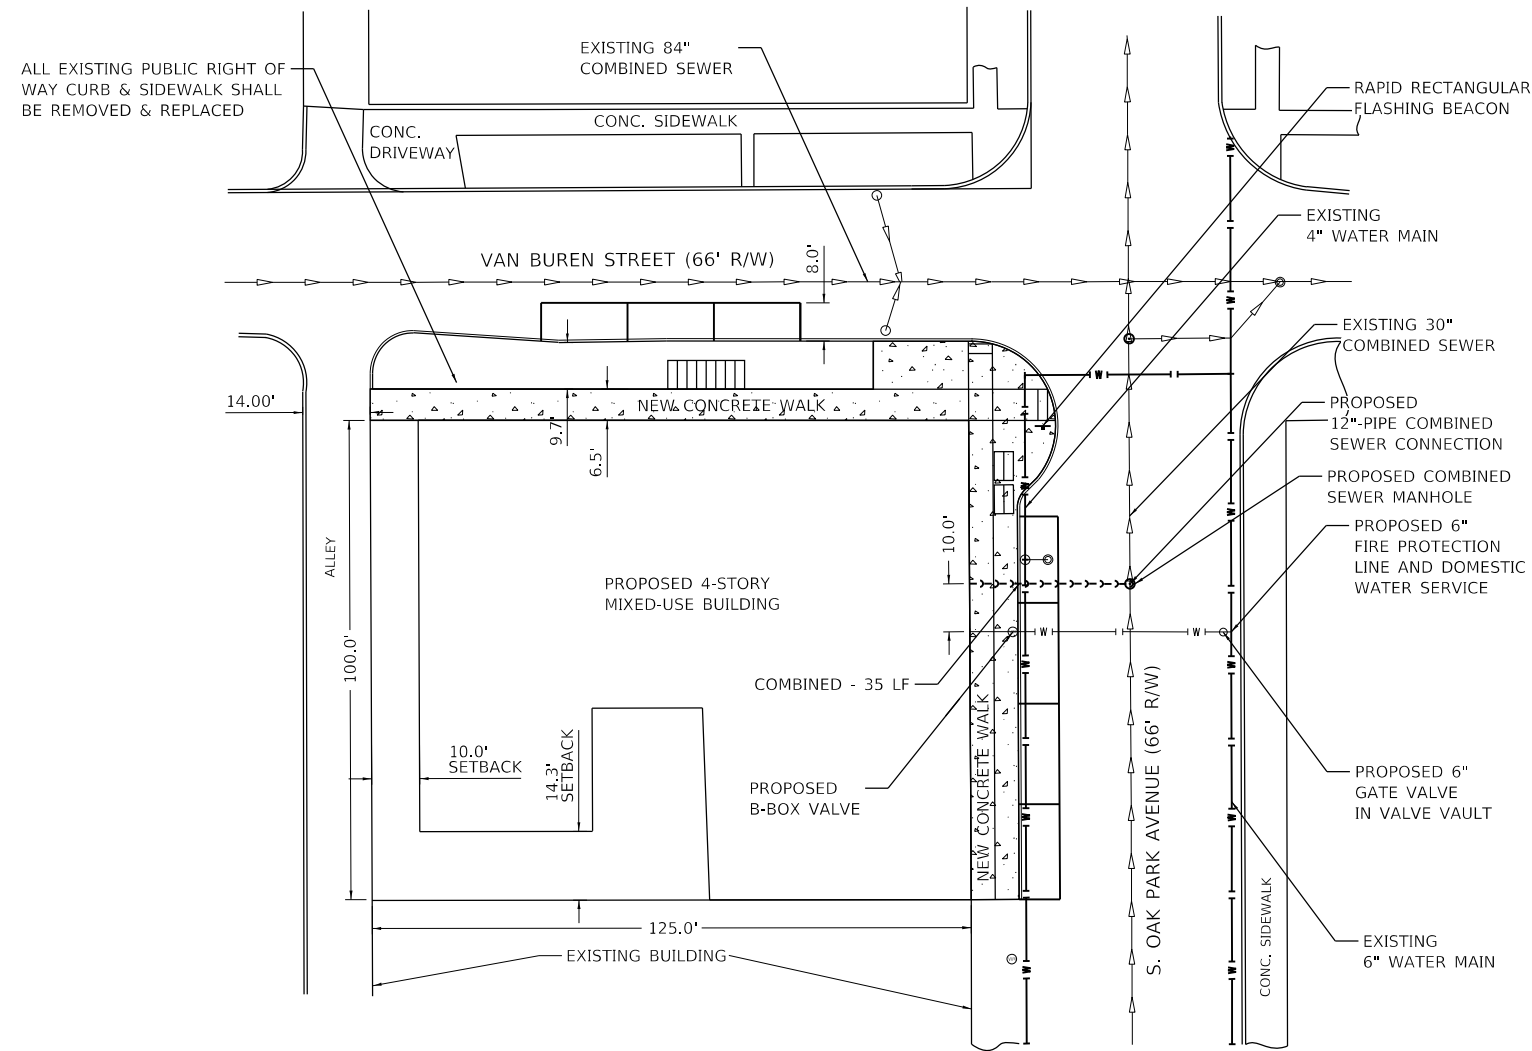 EXISTING 84"
COMBINED SEWER
ALL EXISTING PUBLIC RIGHT OF
WAY CURB & SIDEWALK SHALL
BE REMOVED & REPLACED
CONC.
DRIVEWAY
CONC. SIDEWALK
RAPID RECTANGULAR
FLASHING BEACON
W
EXISTING
4" WATER MAIN
VAN BUREN STREET (66' R/W)
8.0'
W
EXISTING 30"
COMBINED SEWER
W
14.00'
NEW CONCRETE WALK
9.7'
6.5'
PROPOSED
12"-PIPE COMBINED
SEWER CONNECTION
W
W
PROPOSED COMBINED
SEWER MANHOLE
W
10.0'
PROPOSED 6"
FIRE PROTECTION
LINE AND DOMESTIC
WATER SERVICE
ALLEY
PROPOSED 4-STORY
MIXED-USE BUILDING
W
W
W
100.0'
COMBINED - 35 LF
W
W
NEW CONCRETE WALK
S. OAK PARK AVENUE (66' R/W)
10.0'
SETBACK
14.3'
SETBACK
PROPOSED
B-BOX VALVE
PROPOSED 6"
GATE VALVE
IN VALVE VAULT
W
W
125.0'
EXISTING BUILDING
CONC. SIDEWALK
EXISTING
6" WATER MAIN
W
W